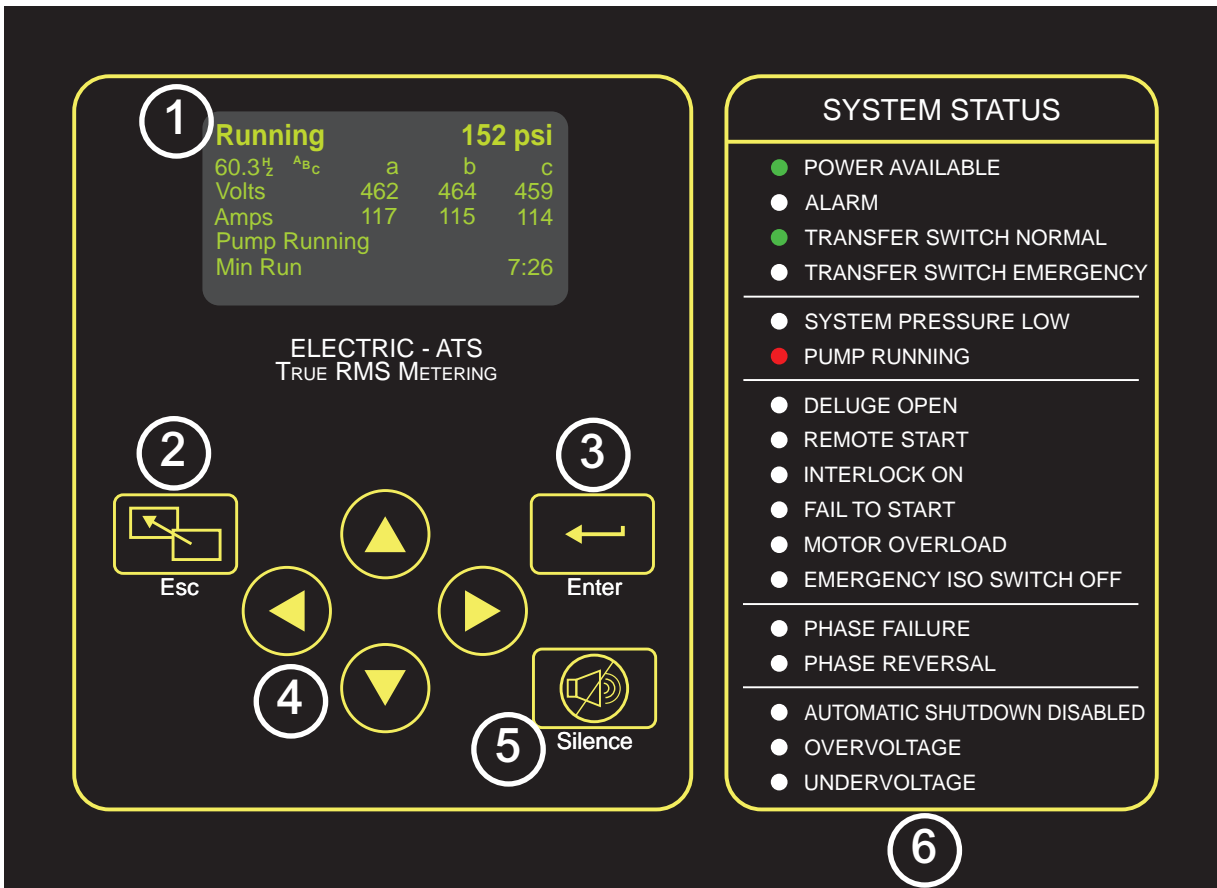 1
Running 152 psi
60.3 Hz ABC a b c
Volts 462 464 459
Amps 117 115 114
Pump Running
Min Run 7:26
ELECTRIC - ATS
TRUE RMS METERING
2
Esc
3
Enter
4
5
Silence
SYSTEM STATUS
POWER AVAILABLE
ALARM
TRANSFER SWITCH NORMAL
TRANSFER SWITCH EMERGENCY
SYSTEM PRESSURE LOW
PUMP RUNNING
DELUGE OPEN
REMOTE START
INTERLOCK ON
FAIL TO START
MOTOR OVERLOAD
EMERGENCY ISO SWITCH OFF
PHASE FAILURE
PHASE REVERSAL
AUTOMATIC SHUTDOWN DISABLED
OVERVOLTAGE
UNDERVOLTAGE
6